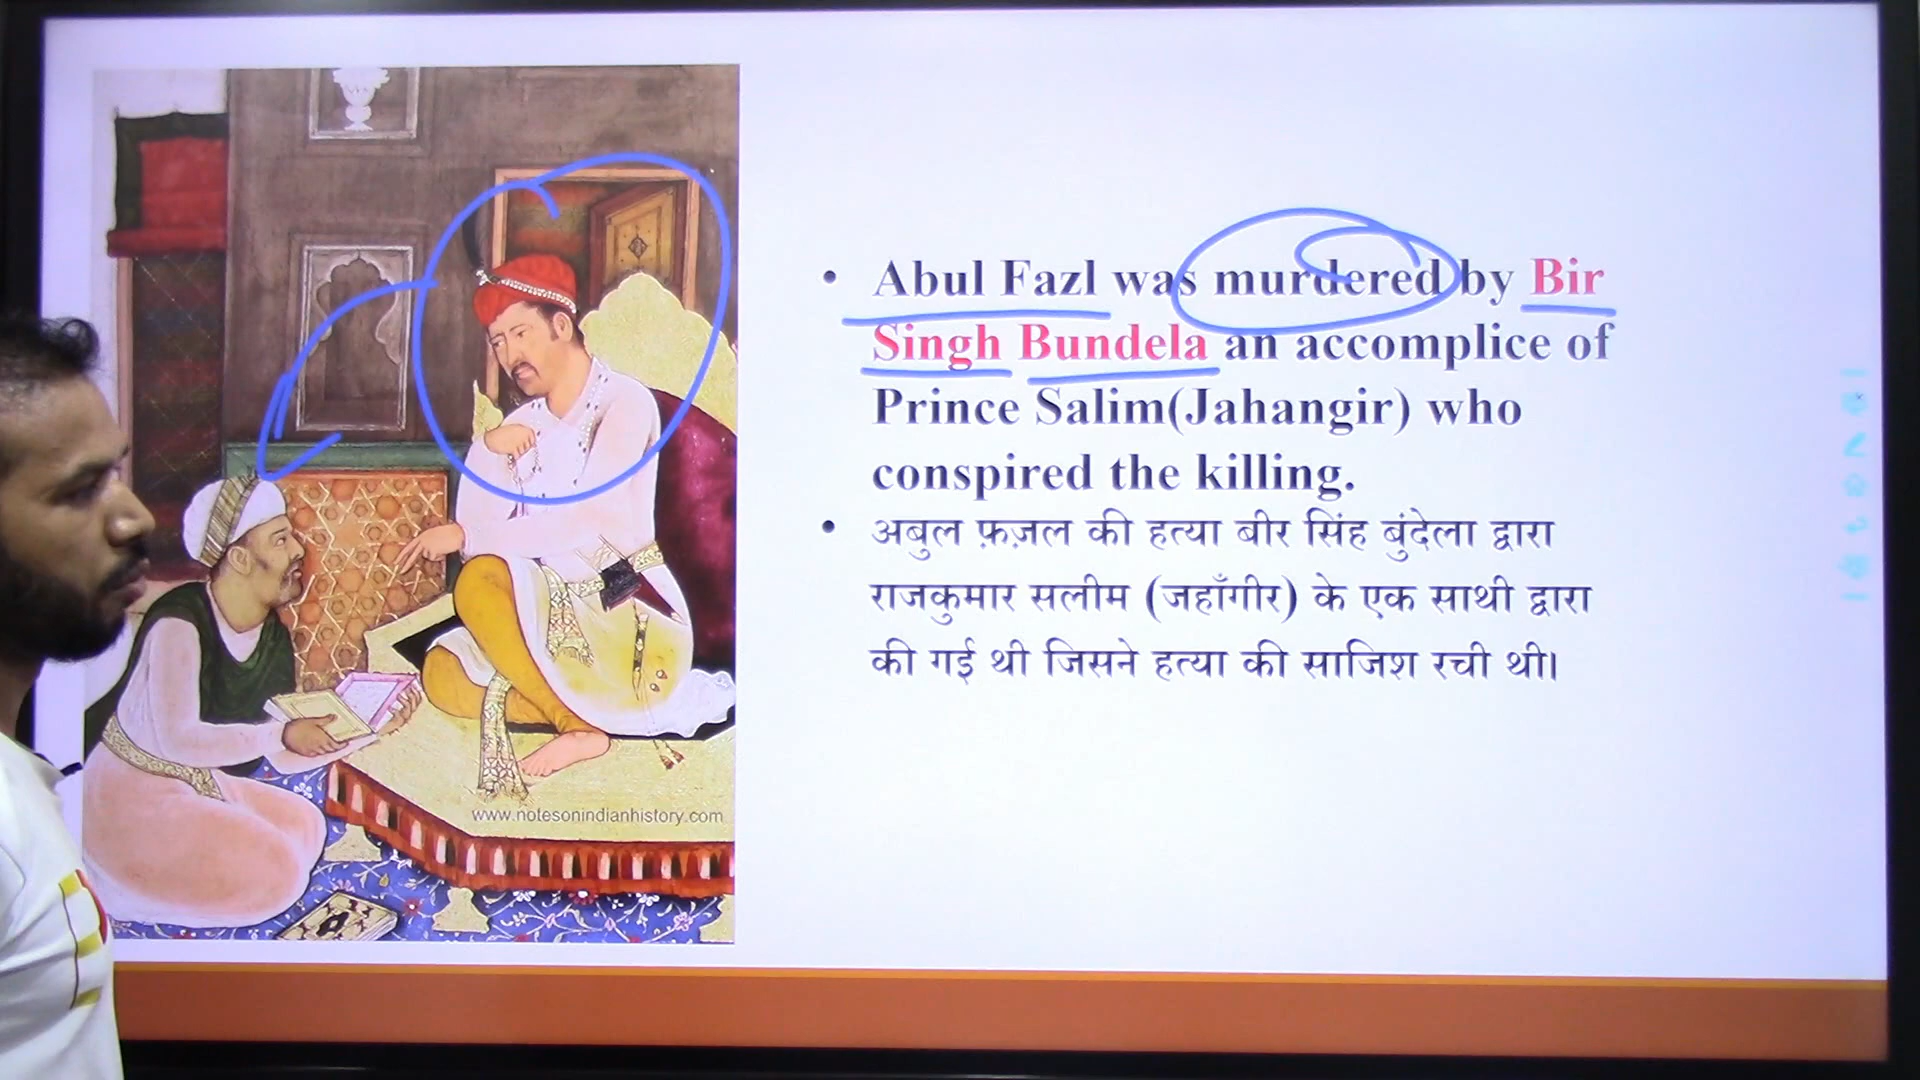 Abul Fazl was murdered by Bir
Singh Bundela an accomplice of
Prince Salim(Jahangir) who
conspired the killing.
अबुल फ़ज़ल की हत्या बीर सिंह बुंदेला द्वारा
राजकुमार सलीम (जहाँगीर) के एक साथी द्वारा
की गई थी जिसने हत्या की साजिश रची थी।
www.notesonindianhistory.com